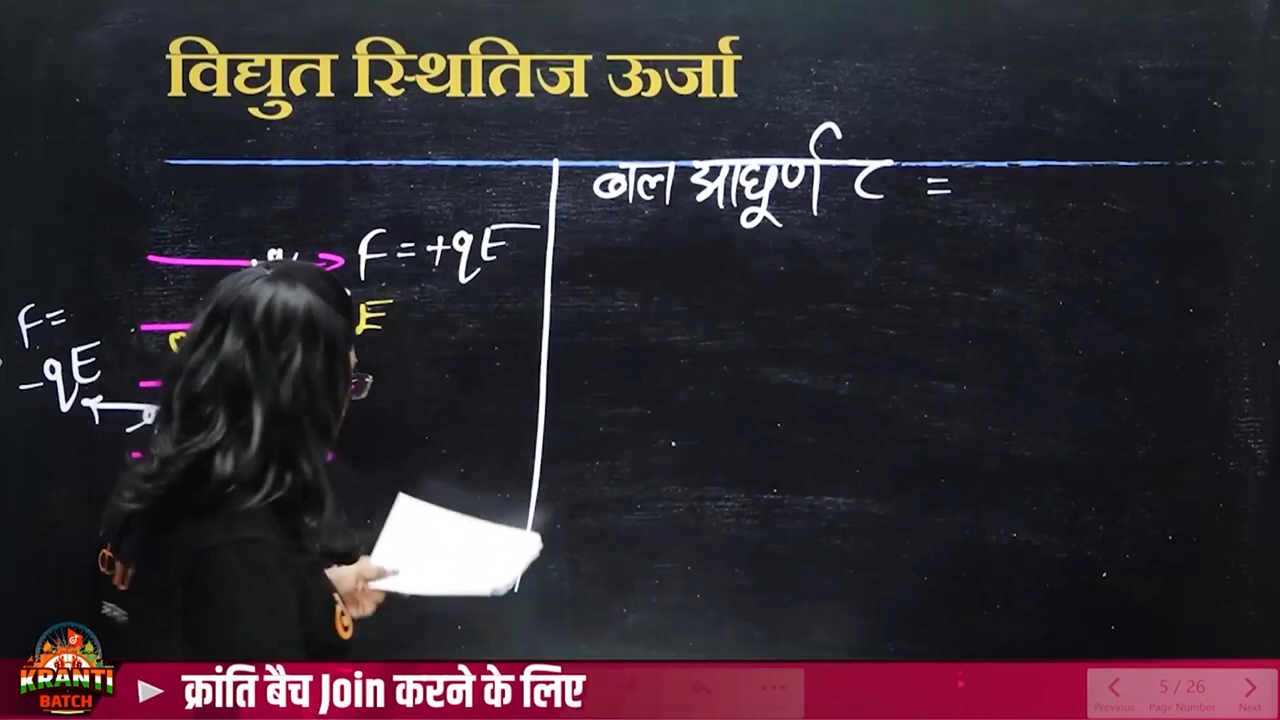 विद्युत स्थितिज ऊर्जा
बल आघूर्ण τ =
F = +qE
E
F =
-qE
KRANTI
BATCH
क्रांति बैच Join करने के लिए
5 / 26
Previous Page Number Next